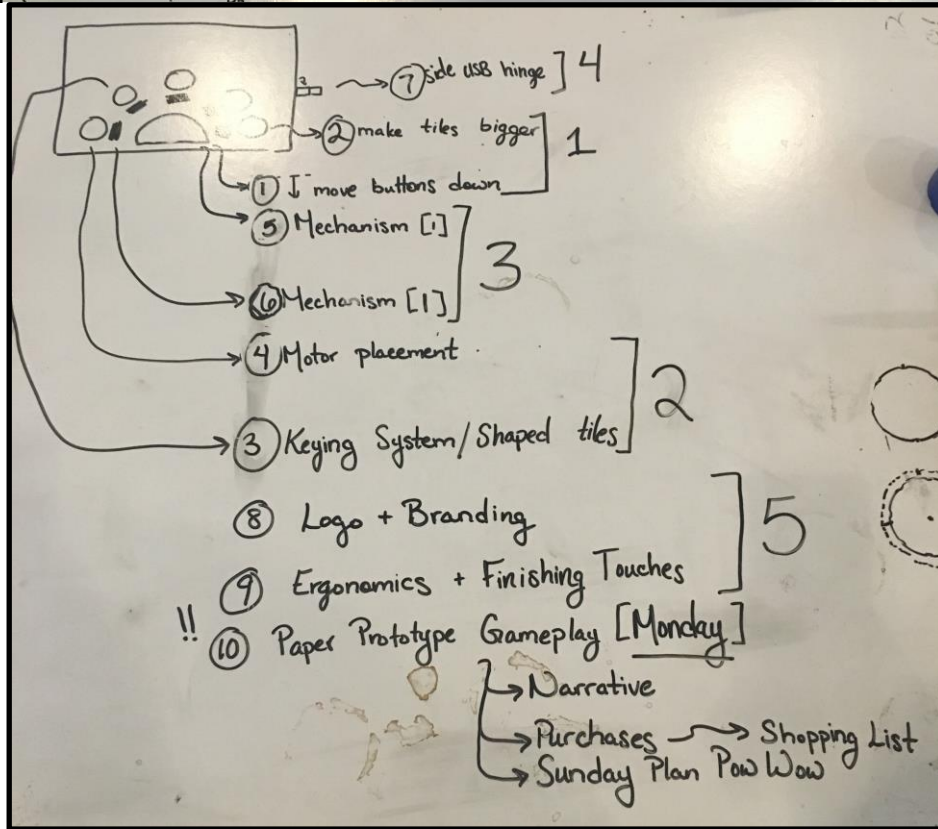 ⑦ side USB hinge ] 4
② make tiles bigger
1
① ↓ move buttons down
⑤ Mechanism [1]
3
⑥ Mechanism [1]
④ Motor placement
2
③ Keying System/Shaped tiles
⑧ Logo + Branding
5
⑨ Ergonomics + Finishing Touches
!! ⑩ Paper Prototype Gameplay [Monday]
→ Narrative
→ Purchases → Shopping List
→ Sunday Plan Pow Wow